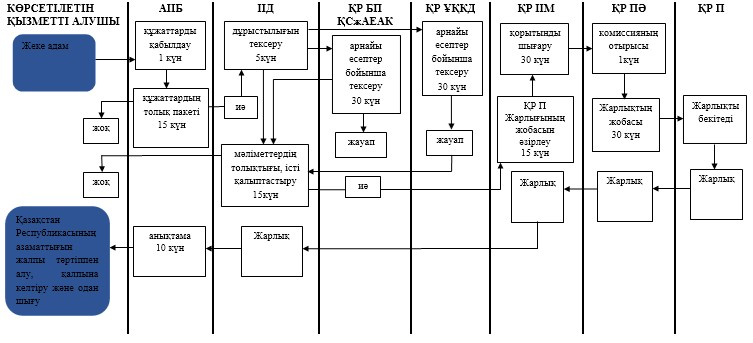 КӨРСЕТІЛЕТІН
ҚЫЗМЕТТІ АЛУШЫ
АПБ
ІІД
ҚР БП
ҚСжАЕАК
ҚР ҰҚКД
ҚР ІІМ
ҚР ПӘ
ҚР П
Жеке адам
құжаттарды
қабылдау
1 күн
дұрыстылығын
тексеру
5күн
арнайы
есептер
бойынша
тексеру
30 күн
арнайы
есептер
бойынша
тексеру
30 күн
қорытынды
шығару
30 күн
комиссияның
отырысы
1күн
құжаттардың
толық пакеті
15 күн
иә
жоқ
жауап
жауап
ҚР П
Жарлығының
жобасын
әзірлеу
15 күн
Жарлықтың
жобасы
30 күн
Жарлықты
бекітеді
мәліметтердің
толықтығы, істі
қалыптастыру
15күн
жоқ
иә
Жарлық
Жарлық
Жарлық
Қазақстан
Республикасының
азаматтығын
жалпы тәртіппен
алу, қалпына
келтіру және одан
шығу
анықтама
10 күн
Жарлық